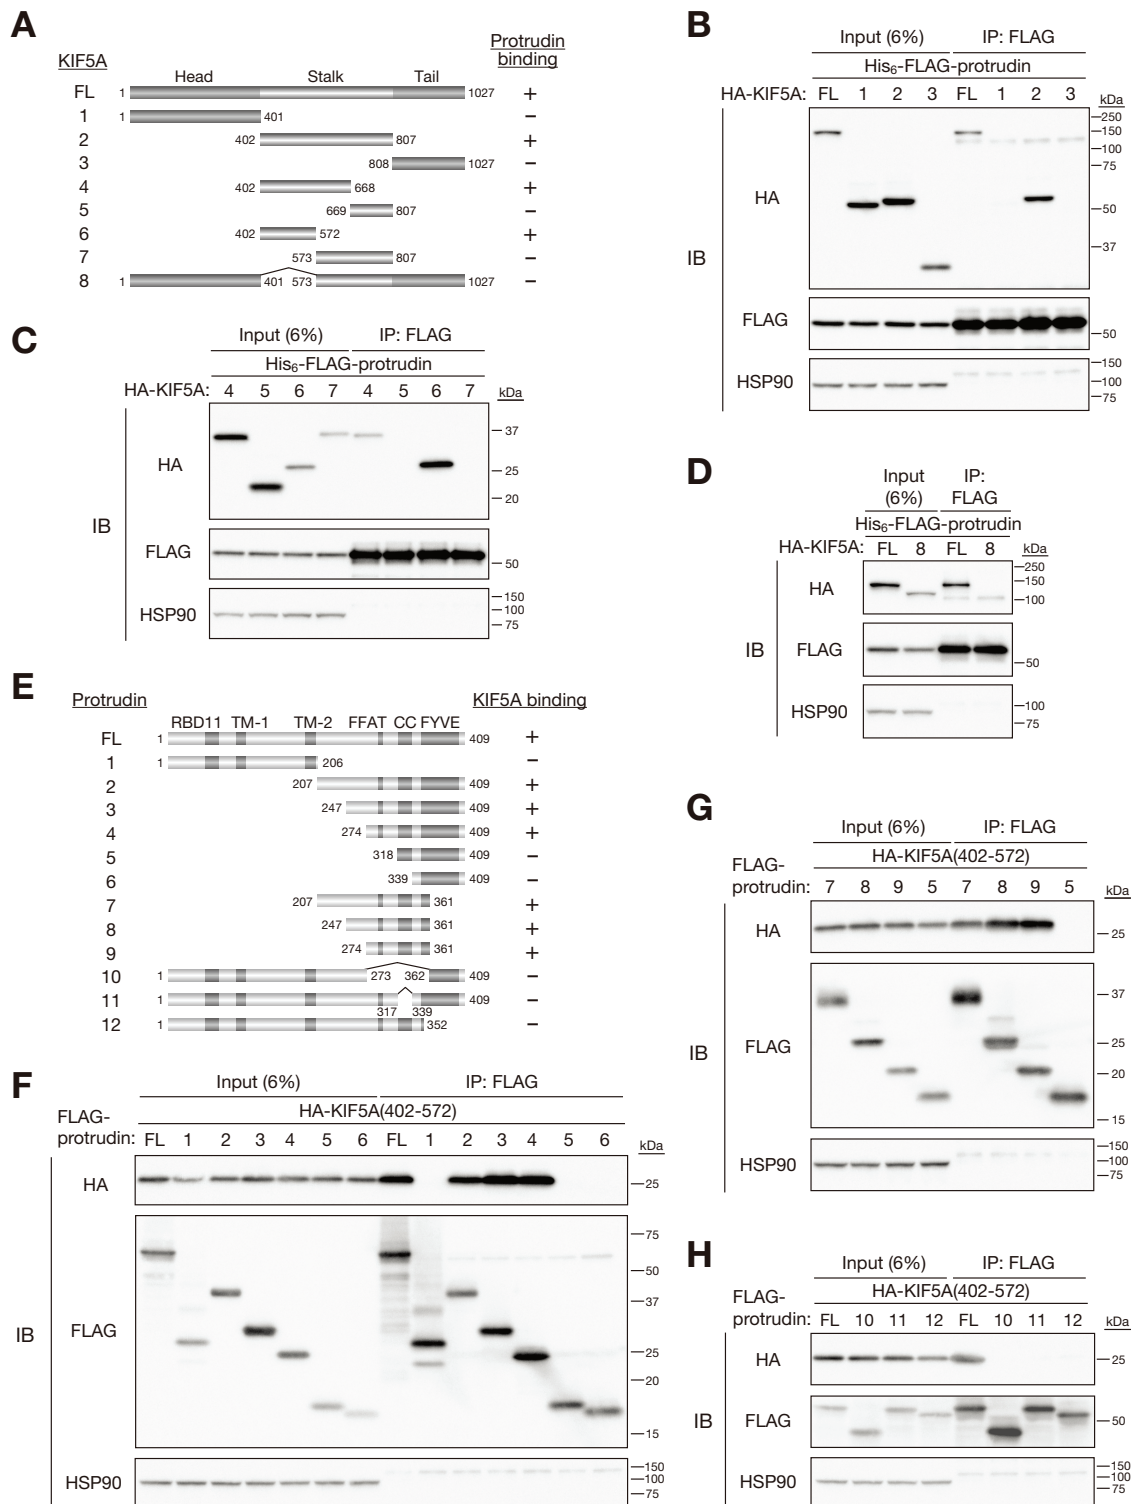 A
KIF5A
Protrudin
binding
Head Stalk Tail
FL 1 1027 +
1 1 401 −
2 402 807 +
3 808 1027 −
4 402 668 +
5 669 807 −
6 402 572 +
7 573 807 −
8 1 401 573 1027 −
B
Input (6%) IP: FLAG
His6-FLAG-protrudin
HA-KIF5A: FL 1 2 3 FL 1 2 3 kDa
HA
250
150
100
75
50
37
IB
FLAG
50
HSP90
150
100
75
C
Input (6%) IP: FLAG
His6-FLAG-protrudin
HA-KIF5A: 4 5 6 7 4 5 6 7 kDa
HA
37
25
20
IB
FLAG
50
HSP90
150
100
75
D
Input
(6%)
IP:
FLAG
His6-FLAG-protrudin
HA-KIF5A: FL 8 FL 8 kDa
HA
250
150
100
IB
FLAG
50
HSP90
100
75
E
Protrudin KIF5A binding
RBD11 TM-1 TM-2 FFAT CC FYVE
FL 1 409 +
1 1 206 −
2 207 409 +
3 247 409 +
4 274 409 +
5 318 409 −
6 339 409 −
7 207 361 +
8 247 361 +
9 274 361 +
10 1 273 362 409 −
11 1 317 339 409 −
12 1 352 −
F
Input (6%) IP: FLAG
HA-KIF5A(402-572)
FLAG-
protrudin: FL 1 2 3 4 5 6 FL 1 2 3 4 5 6 kDa
HA
25
IB
FLAG
75
50
37
25
20
15
HSP90
150
100
75
G
Input (6%) IP: FLAG
HA-KIF5A(402-572)
FLAG-
protrudin: 7 8 9 5 7 8 9 5 kDa
HA
25
IB
FLAG
37
25
20
15
HSP90
150
100
75
H
Input (6%) IP: FLAG
HA-KIF5A(402-572)
FLAG-
protrudin: FL 10 11 12 FL 10 11 12 kDa
HA
25
IB
FLAG
50
HSP90
150
100
75